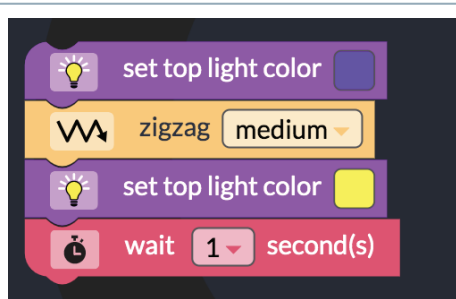 set top light color
zigzag medium
set top light color
wait 1 second(s)